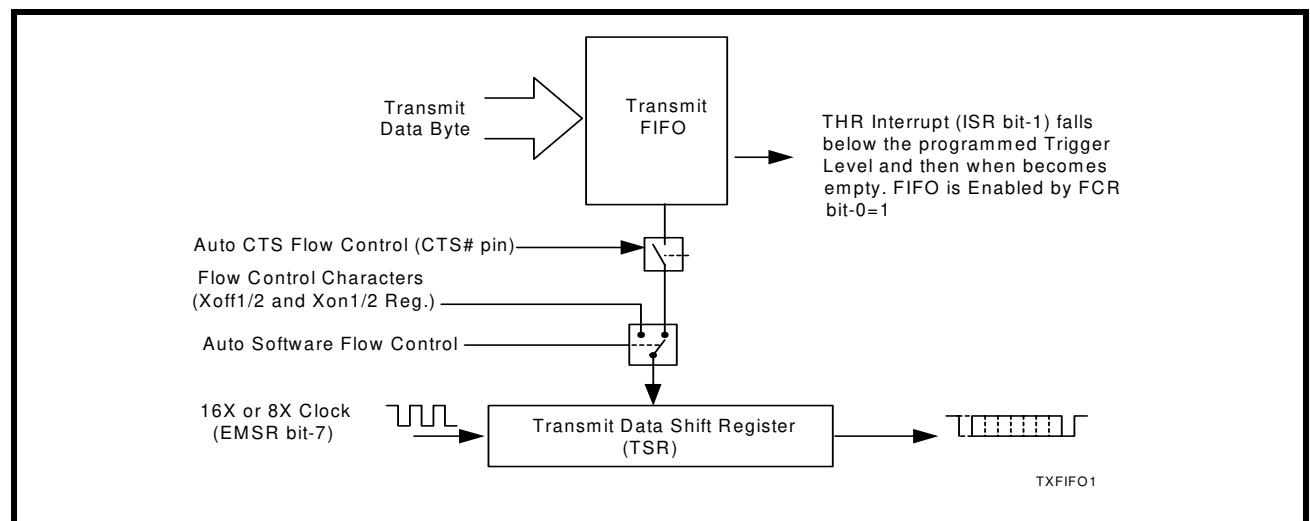 Transmit
Data Byte
Transmit
FIFO
THR Interrupt (ISR bit-1) falls
below the programmed Trigger
Level and then when becomes
empty. FIFO is Enabled by FCR
bit-0=1
Auto CTS Flow Control (CTS# pin)
Flow Control Characters
(Xoff1/2 and Xon1/2 Reg.)
Auto Software Flow Control
16X or 8X Clock
(EMSR bit-7)
Transmit Data Shift Register
(TSR)
TXFIFO1